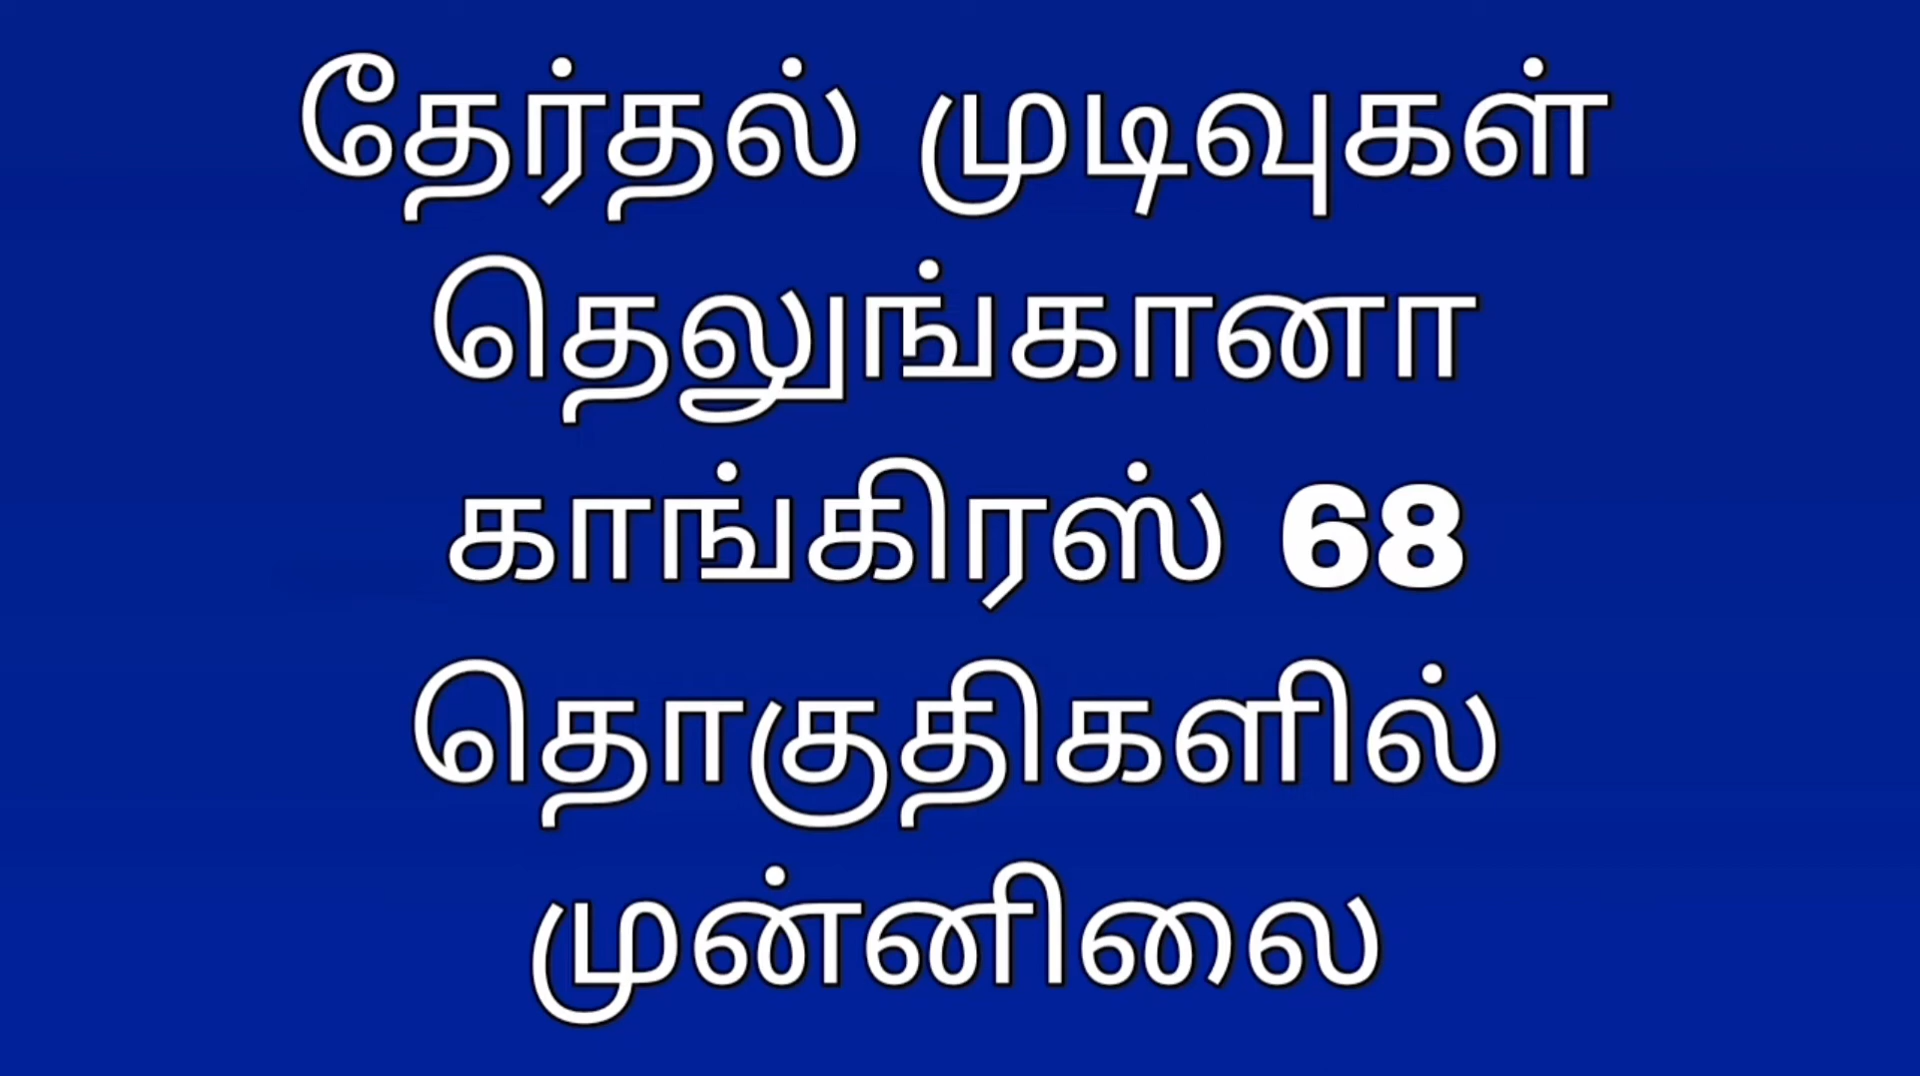 தேர்தல் முடிவுகள்
தெலுங்கானா
காங்கிரஸ் 68
தொகுதிகளில்
முன்னிலை